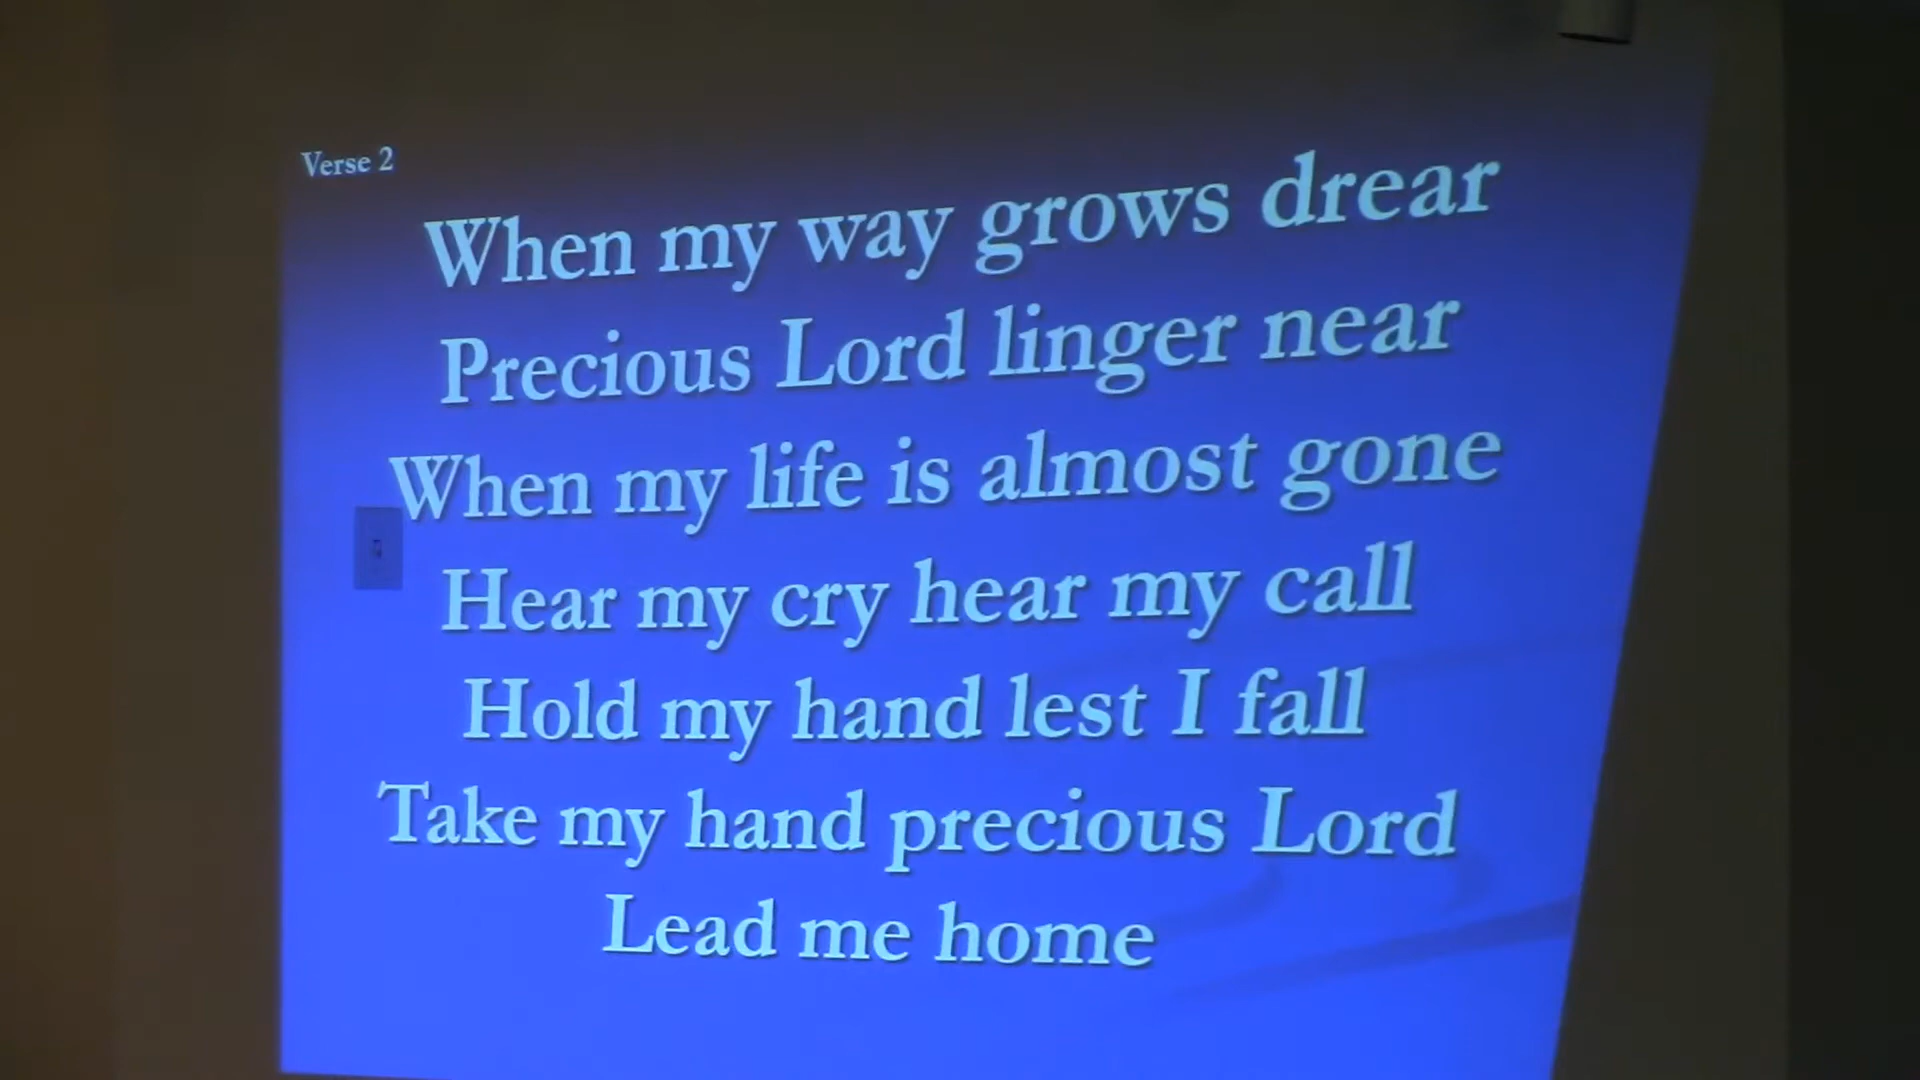 Verse 2
When my way grows drear
Precious Lord linger near
When my life is almost gone
Hear my cry hear my call
Hold my hand lest I fall
Take my hand precious Lord
Lead me home